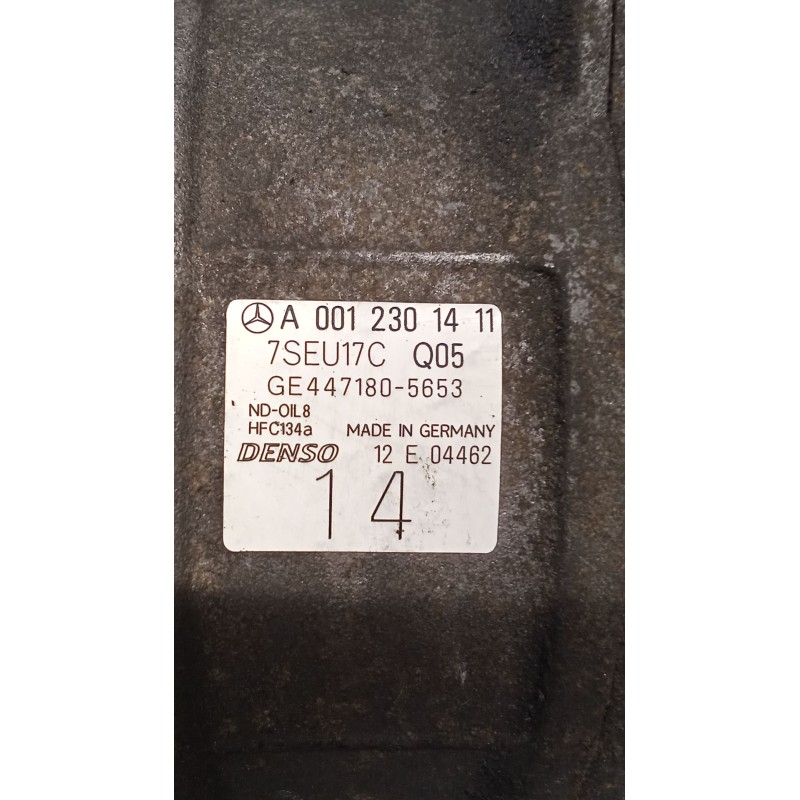 A 001 230 14 11
7SEU17C Q05
GE447180-5653
ND-OIL8
HFC134a MADE IN GERMANY
DENSO 12 E 04462
14